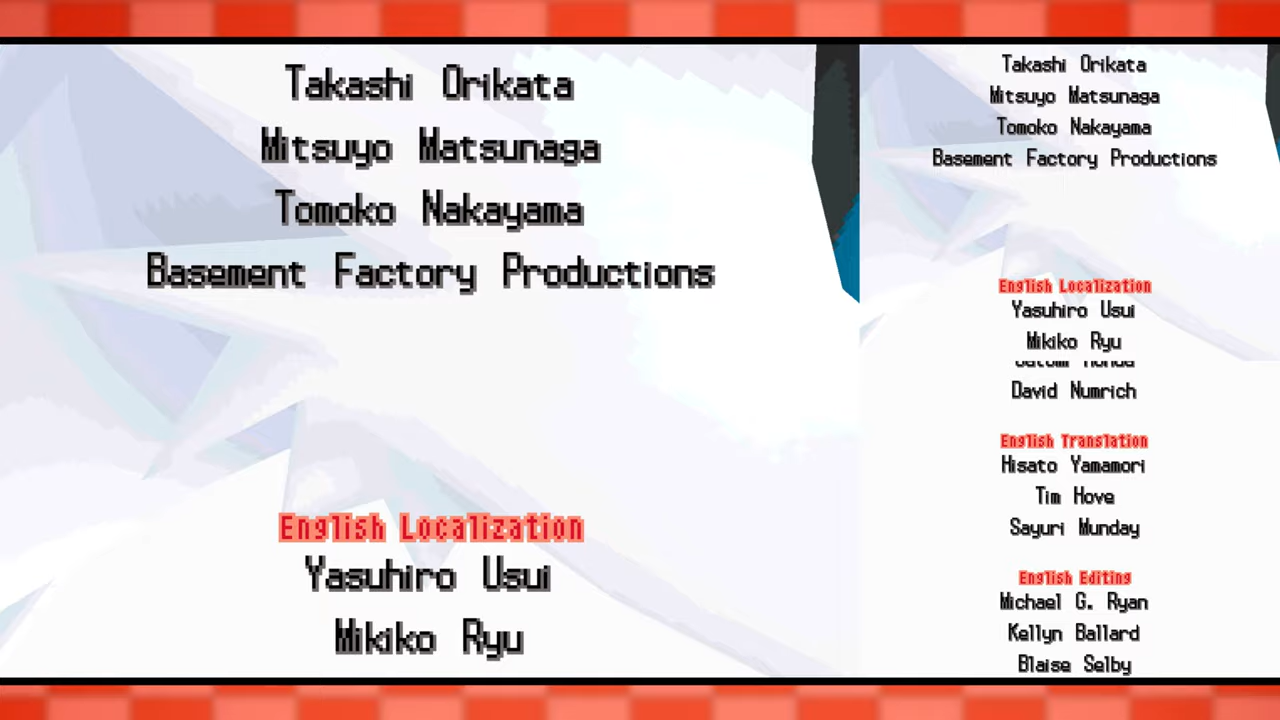 Takashi Orikata
Mitsuyo Matsunaga
Tomoko Nakayama
Basement Factory Productions
English Localization
Yasuhiro Usui
Mikiko Ryu
Takashi Orikata
Mitsuyo Matsunaga
Tomoko Nakayama
Basement Factory Productions
English Localization
Yasuhiro Usui
Mikiko Ryu
David Numrich
English Translation
Hisato Yamamori
Tim Hove
Sayuri Munday
English Editing
Michael G. Ryan
Kellyn Ballard
Blaise Selby